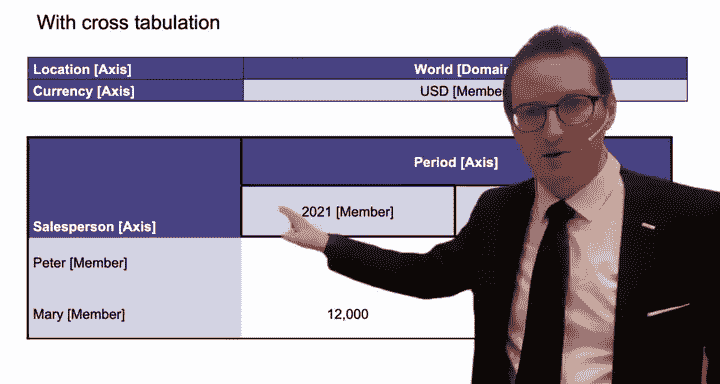 With cross tabulation
Location [Axis] World [Domain
Currency [Axis] USD [Membe
Period [Axis]
Salesperson [Axis] 2021 [Member]
Peter [Member]
Mary [Member] 12,000